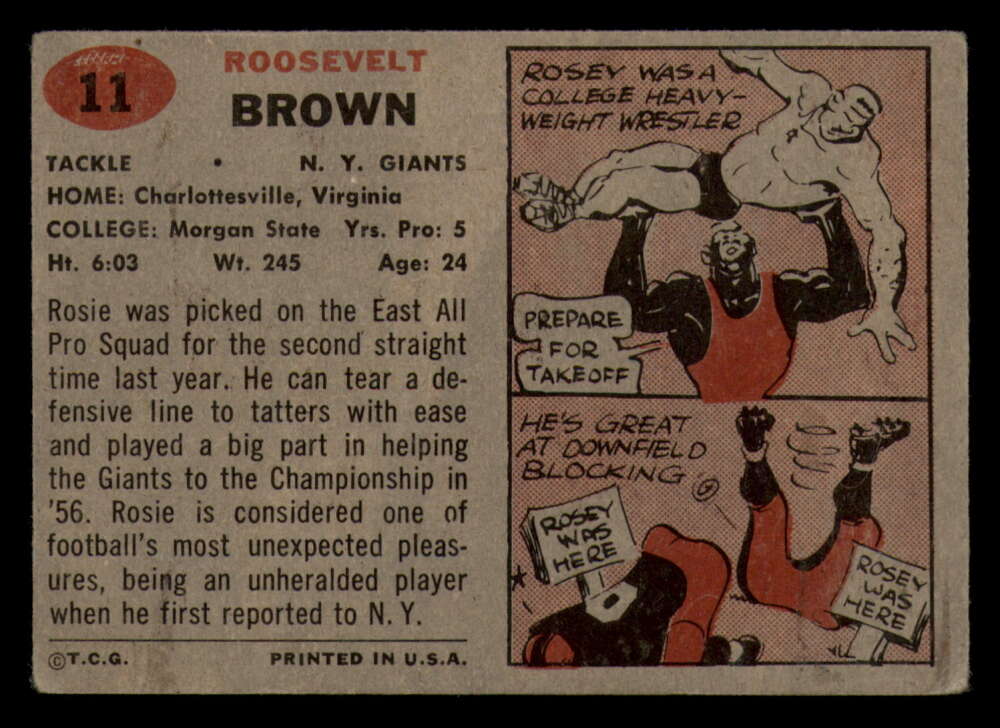 11
ROOSEVELT
BROWN
TACKLE • N. Y. GIANTS
HOME: Charlottesville, Virginia
COLLEGE: Morgan State Yrs. Pro: 5
Ht. 6:03 Wt. 245 Age: 24
Rosie was picked on the East All
Pro Squad for the second straight
time last year. He can tear a de-
fensive line to tatters with ease
and played a big part in helping
the Giants to the Championship in
'56. Rosie is considered one of
football's most unexpected pleas-
ures, being an unheralded player
when he first reported to N. Y.
©T.C.G. PRINTED IN U.S.A.
ROSEY WAS A
COLLEGE HEAVY-
WEIGHT WRESTLER
PREPARE
FOR
TAKEOFF
HE'S GREAT
AT DOWNFIELD
BLOCKING
ROSEY
WAS
HERE
ROSEY
WAS
HERE